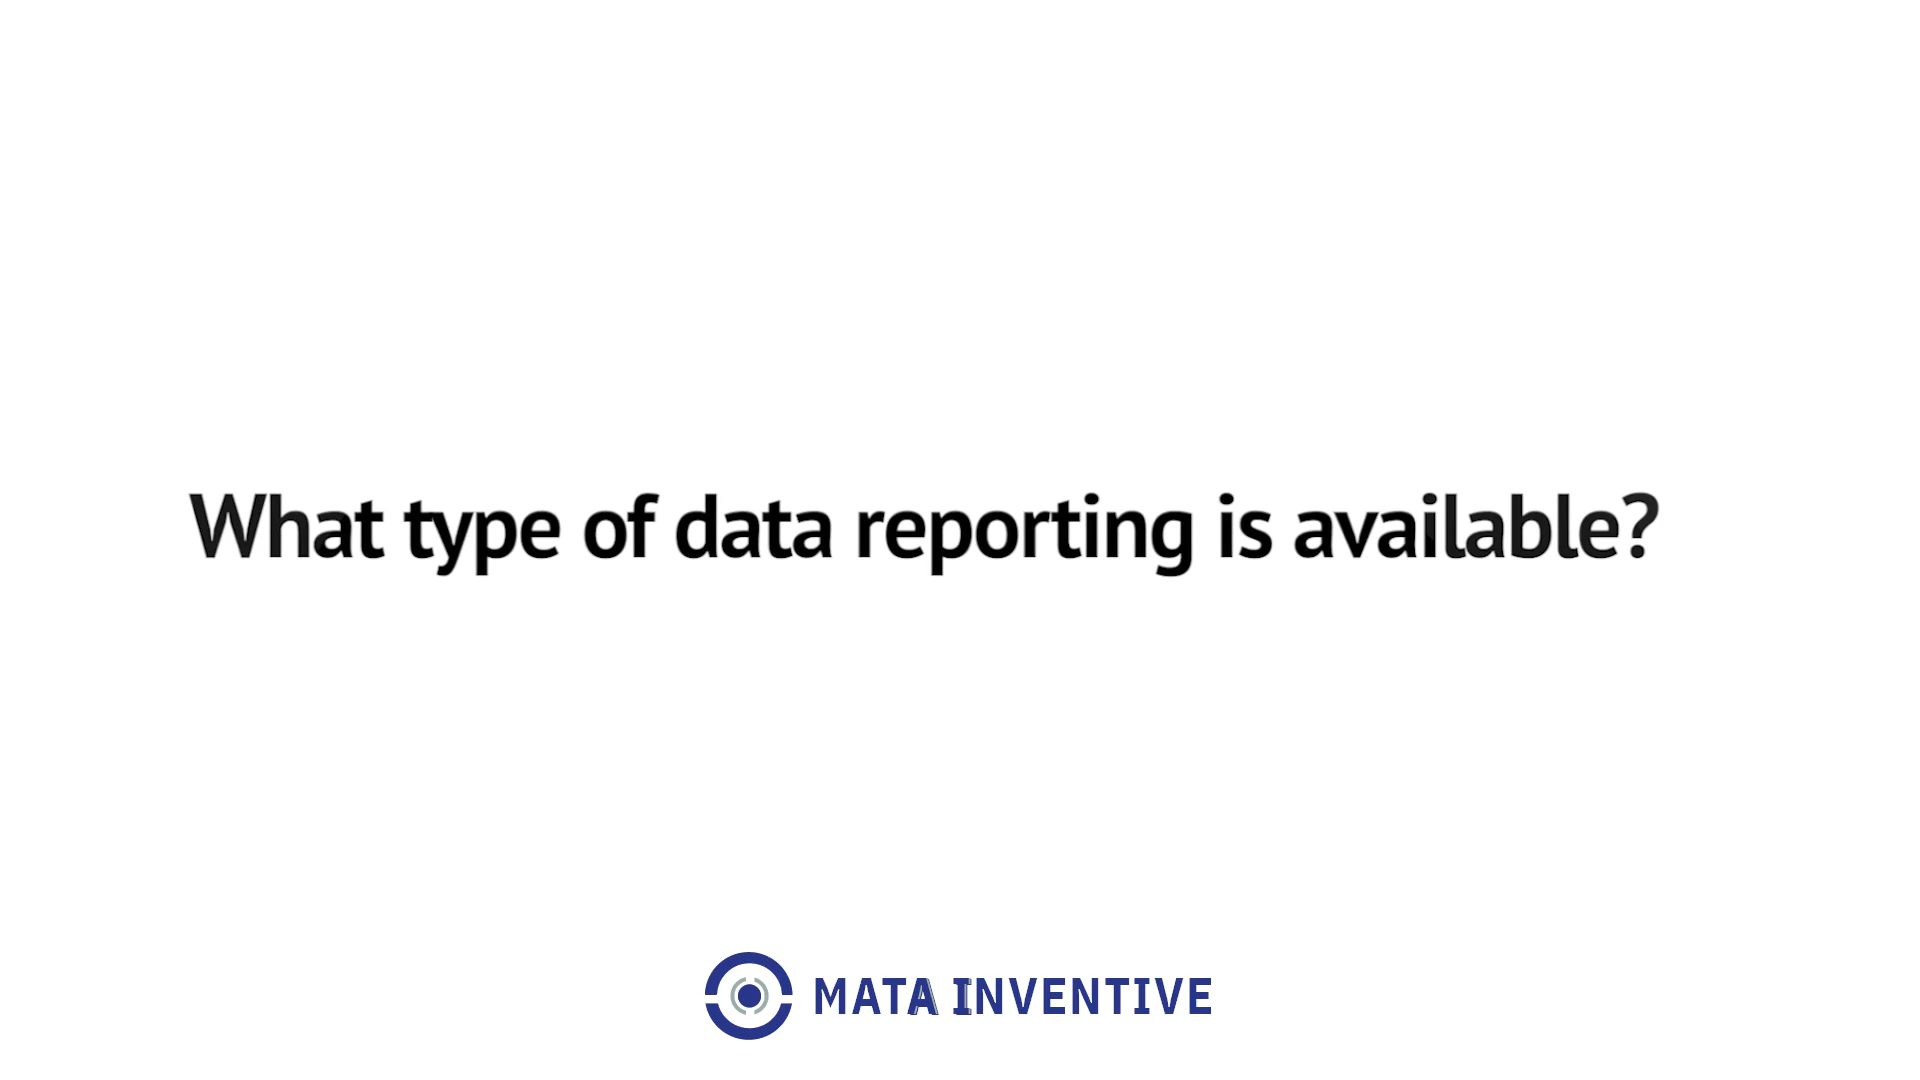 What type of data reporting is available?
MATA INVENTIVE